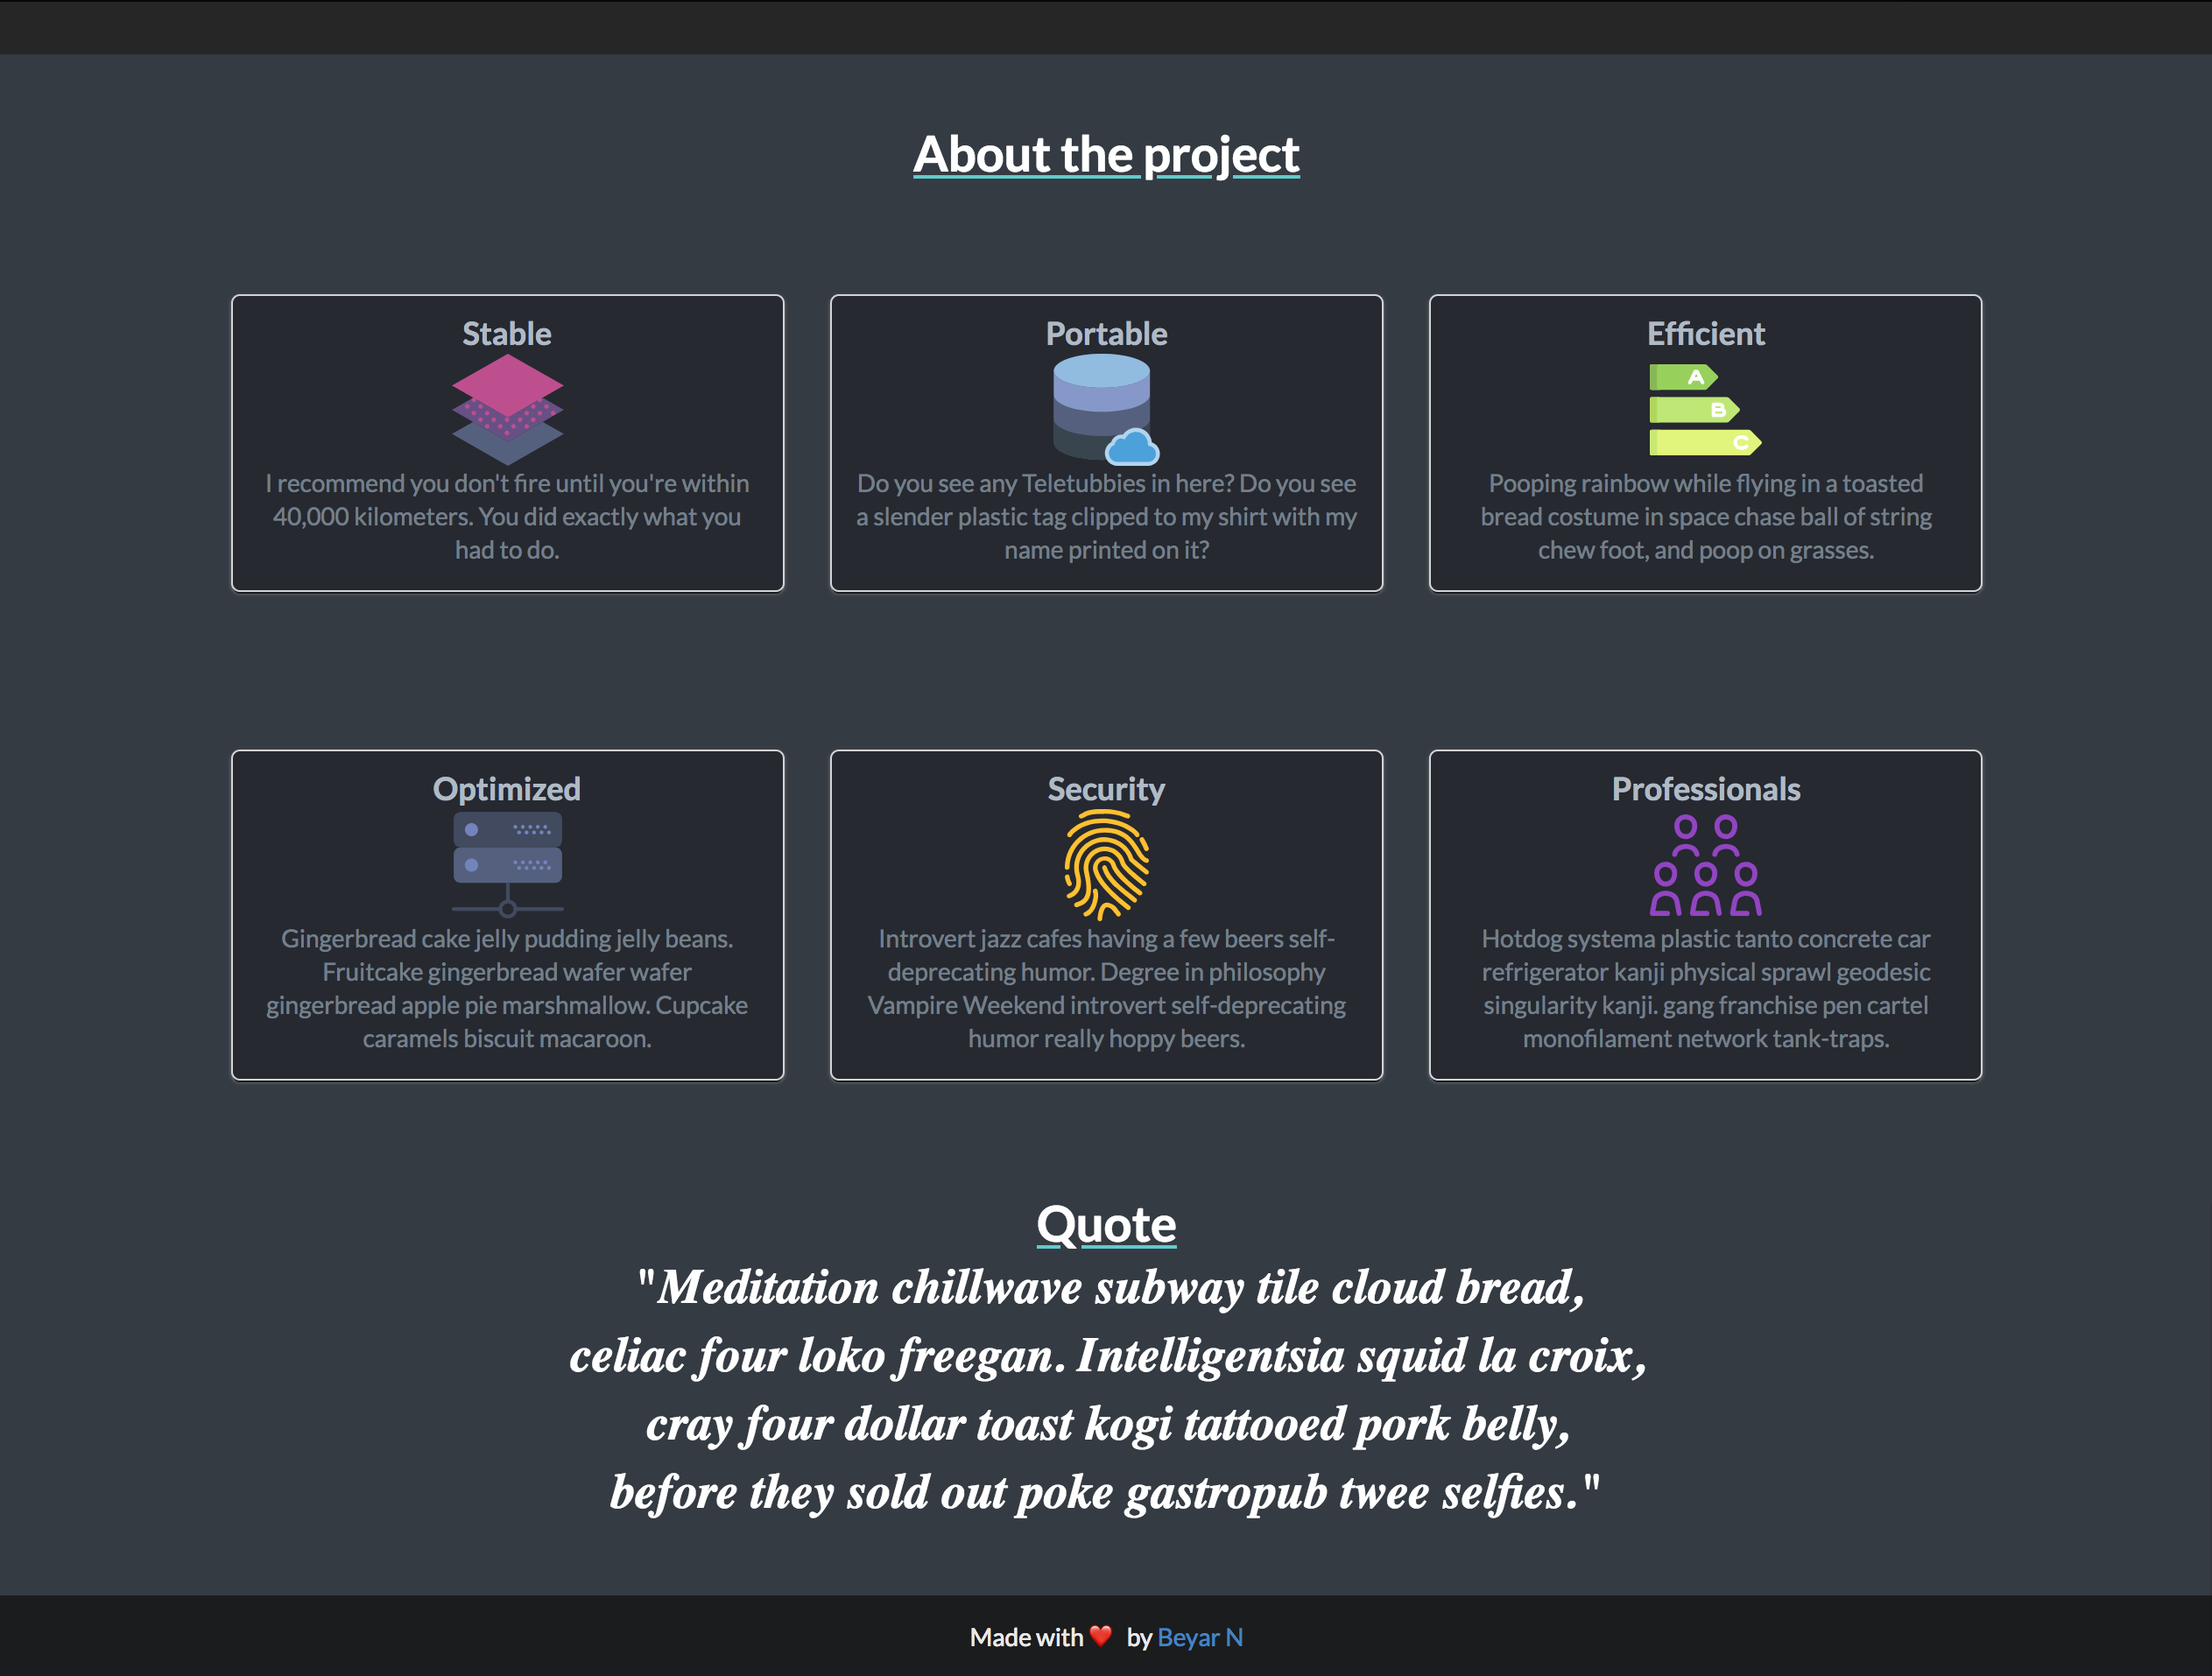 About the project
Stable
I recommend you don't fire until you're within
40,000 kilometers. You did exactly what you
had to do.
Portable
Do you see any Teletubbies in here? Do you see
a slender plastic tag clipped to my shirt with my
name printed on it?
Efficient
A
B
C
Pooping rainbow while flying in a toasted
bread costume in space chase ball of string
chew foot, and poop on grasses.
Optimized
Gingerbread cake jelly pudding jelly beans.
Fruitcake gingerbread wafer wafer
gingerbread apple pie marshmallow. Cupcake
caramels biscuit macaroon.
Security
Introvert jazz cafes having a few beers self-
deprecating humor. Degree in philosophy
Vampire Weekend introvert self-deprecating
humor really hoppy beers.
Professionals
Hotdog systema plastic tanto concrete car
refrigerator kanji physical sprawl geodesic
singularity kanji. gang franchise pen cartel
monofilament network tank-traps.
Quote
"Meditation chillwave subway tile cloud bread,
celiac four loko freegan. Intelligentsia squid la croix,
cray four dollar toast kogi tattooed pork belly,
before they sold out poke gastropub twee selfies."
Made with ❤️ by Beyar N